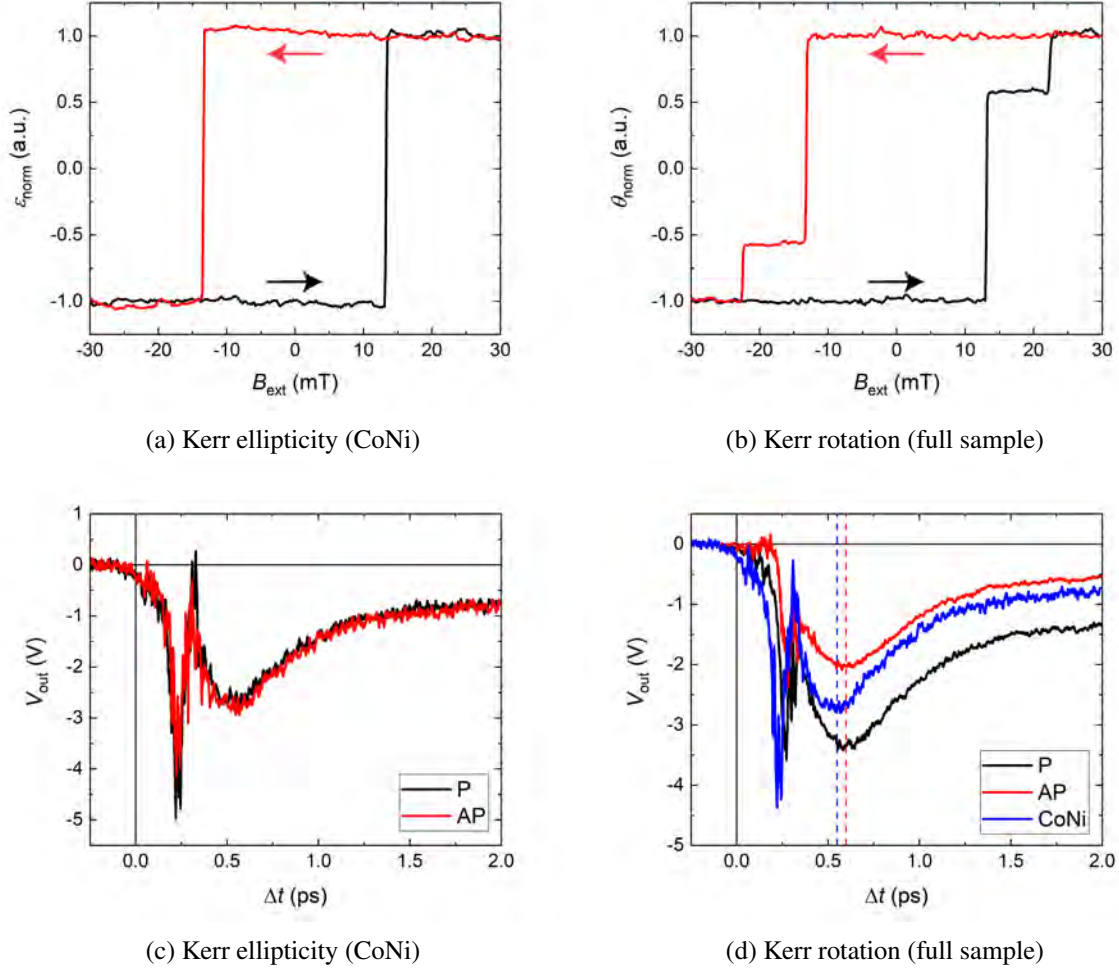 1.0
0.5
0.0
-0.5
-1.0
ε_norm (a.u.)
-30 -20 -10 0 10 20 30
B_ext (mT)
(a) Kerr ellipticity (CoNi)
1.0
0.5
0.0
-0.5
-1.0
θ_norm (a.u.)
-30 -20 -10 0 10 20 30
B_ext (mT)
(b) Kerr rotation (full sample)
1
0
-1
-2
-3
-4
-5
V_out (V)
P
AP
0.0 0.5 1.0 1.5 2.0
Δt (ps)
(c) Kerr ellipticity (CoNi)
0
-1
-2
-3
-4
-5
V_out (V)
P
AP
CoNi
0.0 0.5 1.0 1.5 2.0
Δt (ps)
(d) Kerr rotation (full sample)